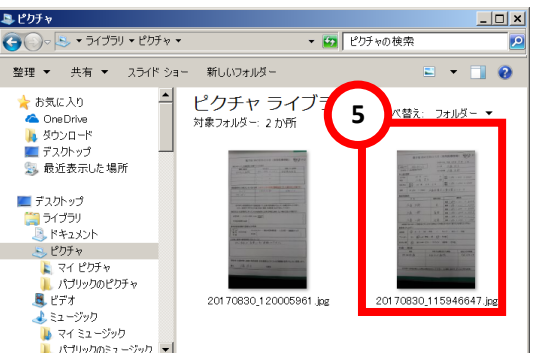 ピクチャ
ライブラリ ピクチャ
ピクチャの検索
整理 共有 スライド ショー 新しいフォルダー
お気に入り
OneDrive
ダウンロード
デスクトップ
最近表示した場所
デスクトップ
ライブラリ
ドキュメント
ピクチャ
マイ ピクチャ
パブリックのピクチャ
ビデオ
ミュージック
マイ ミュージック
パブリックのミュージック
ピクチャ ライブラ
対象フォルダー: 2 か所
5
べ替え: フォルダー
20170830_120005961.jpg
20170830_115946647.jpg